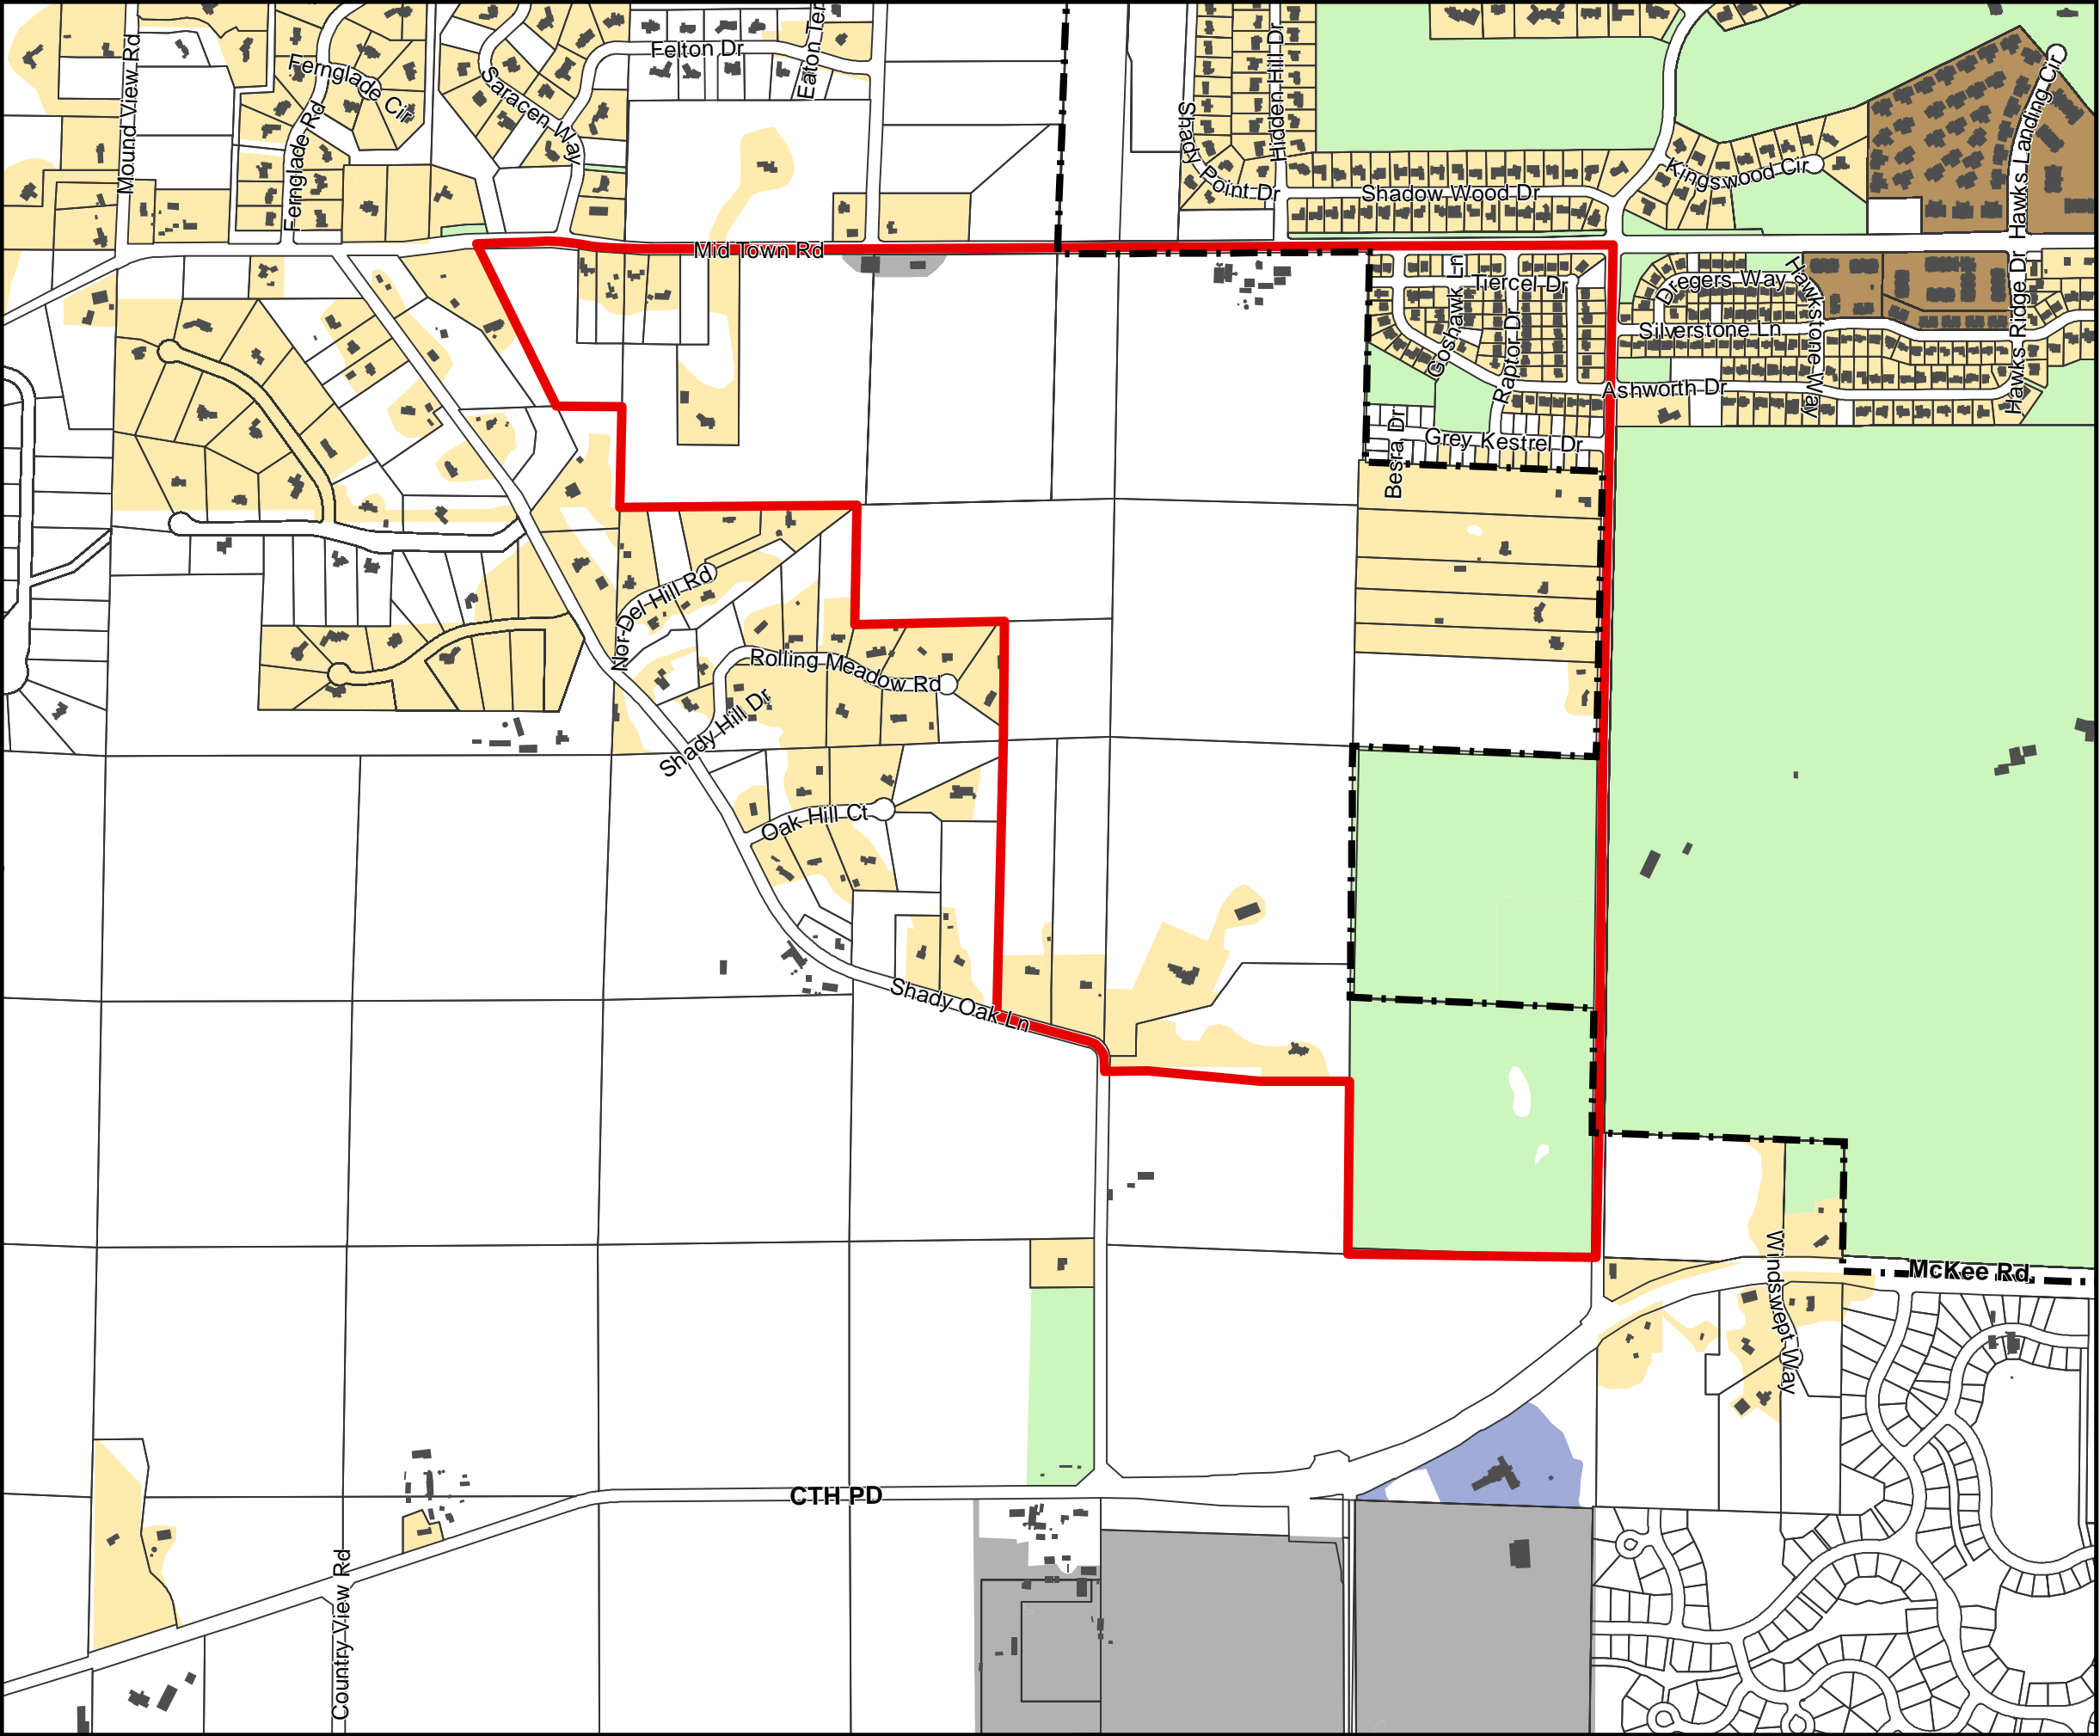 Felton Dr
Eaton Ter
Mound View Rd
Fernglade Cir
Fernglade Rd
Saracen Way
Shady Point Dr
Hidden Hill Dr
Shadow Wood Dr
Kingswood Cir
Hawks Landing Cir
Mid Town Rd
Goshawk Ln
Tiercel Dr
Raptor Dr
Dregers Way
Hawkstone Way
Silverstone Ln
Hawks Ridge Dr
Ashworth Dr
Besra Dr
Grey Kestrel Dr
Nor-Del Hill Rd
Rolling Meadow Rd
Shady Hill Dr
Oak Hill Ct
Shady Oak Ln
Windswept Way
McKee Rd
CTH PD
Country View Rd